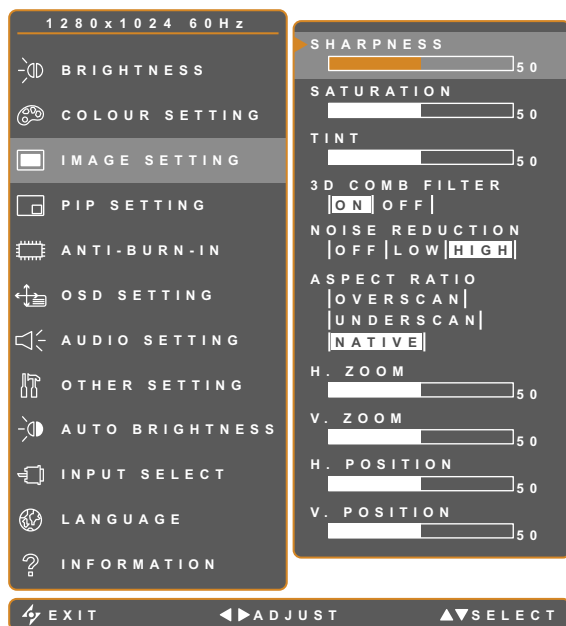 1280x1024 60Hz
BRIGHTNESS
COLOUR SETTING
IMAGE SETTING
PIP SETTING
ANTI-BURN-IN
OSD SETTING
AUDIO SETTING
OTHER SETTING
AUTO BRIGHTNESS
INPUT SELECT
LANGUAGE
INFORMATION
SHARPNESS
50
SATURATION
50
TINT
50
3D COMB FILTER
ON OFF
NOISE REDUCTION
OFF LOW HIGH
ASPECT RATIO
OVERSCAN
UNDERSCAN
NATIVE
H. ZOOM
50
V. ZOOM
50
H. POSITION
50
V. POSITION
50
EXIT ADJUST SELECT